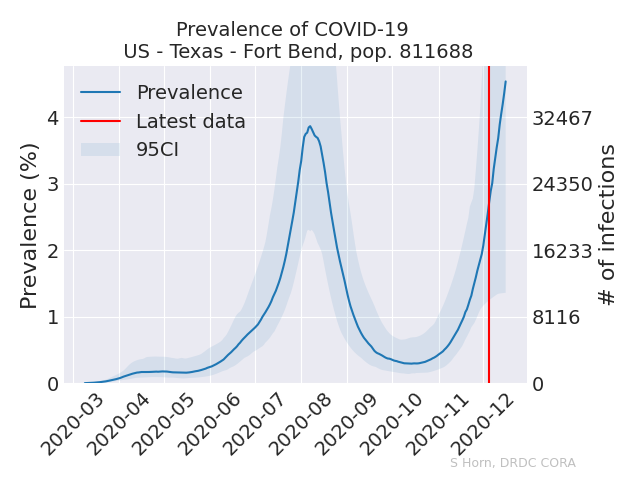 Prevalence of COVID-19
US - Texas - Fort Bend, pop. 811688
Prevalence
Latest data
95CI
Prevalence (%)
4
3
2
1
0
32467
24350
16233
8116
0
# of infections
2020-03
2020-04
2020-05
2020-06
2020-07
2020-08
2020-09
2020-10
2020-11
2020-12
S Horn, DRDC CORA